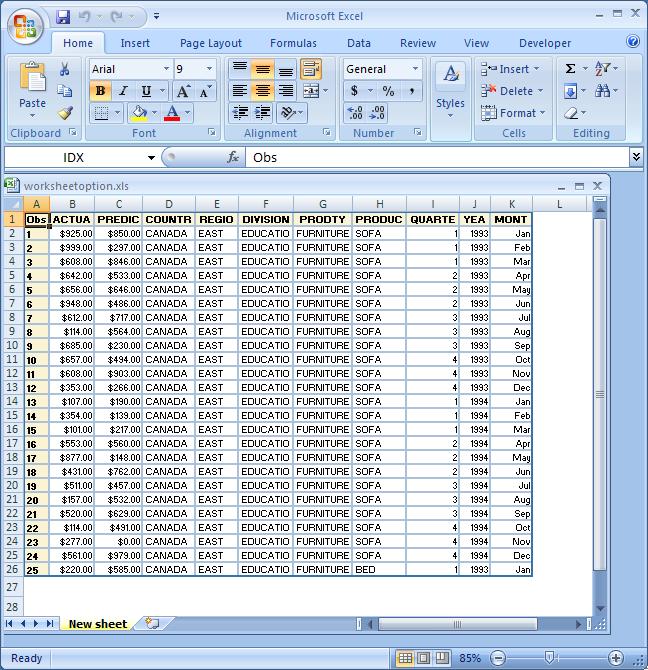 Microsoft Excel
Home Insert Page Layout Formulas Data Review View Developer
Arial 9 General Insert Σ
Paste B I U A A $ % , Styles Delete
A .00 Format
Clipboard Font Alignment Number Cells Editing
IDX fx Obs
worksheetoption.xls
A B C D E F G H I J K L
1 Obs ACTUA PREDIC COUNTR REGIO DIVISION PRODTY PRODUC QUARTE YEA MONT
2 1 $925.00 $850.00 CANADA EAST EDUCATIO FURNITURE SOFA 1 1993 Jan
3 2 $999.00 $297.00 CANADA EAST EDUCATIO FURNITURE SOFA 1 1993 Feb
4 3 $608.00 $846.00 CANADA EAST EDUCATIO FURNITURE SOFA 1 1993 Mar
5 4 $642.00 $533.00 CANADA EAST EDUCATIO FURNITURE SOFA 2 1993 Apr
6 5 $656.00 $646.00 CANADA EAST EDUCATIO FURNITURE SOFA 2 1993 May
7 6 $948.00 $486.00 CANADA EAST EDUCATIO FURNITURE SOFA 2 1993 Jun
8 7 $612.00 $717.00 CANADA EAST EDUCATIO FURNITURE SOFA 3 1993 Jul
9 8 $114.00 $564.00 CANADA EAST EDUCATIO FURNITURE SOFA 3 1993 Aug
10 9 $685.00 $230.00 CANADA EAST EDUCATIO FURNITURE SOFA 3 1993 Sep
11 10 $657.00 $494.00 CANADA EAST EDUCATIO FURNITURE SOFA 4 1993 Oct
12 11 $608.00 $903.00 CANADA EAST EDUCATIO FURNITURE SOFA 4 1993 Nov
13 12 $353.00 $266.00 CANADA EAST EDUCATIO FURNITURE SOFA 4 1993 Dec
14 13 $107.00 $190.00 CANADA EAST EDUCATIO FURNITURE SOFA 1 1994 Jan
15 14 $354.00 $139.00 CANADA EAST EDUCATIO FURNITURE SOFA 1 1994 Feb
16 15 $101.00 $217.00 CANADA EAST EDUCATIO FURNITURE SOFA 1 1994 Mar
17 16 $553.00 $560.00 CANADA EAST EDUCATIO FURNITURE SOFA 2 1994 Apr
18 17 $877.00 $148.00 CANADA EAST EDUCATIO FURNITURE SOFA 2 1994 May
19 18 $431.00 $762.00 CANADA EAST EDUCATIO FURNITURE SOFA 2 1994 Jun
20 19 $511.00 $457.00 CANADA EAST EDUCATIO FURNITURE SOFA 3 1994 Jul
21 20 $157.00 $532.00 CANADA EAST EDUCATIO FURNITURE SOFA 3 1994 Aug
22 21 $520.00 $629.00 CANADA EAST EDUCATIO FURNITURE SOFA 3 1994 Sep
23 22 $114.00 $491.00 CANADA EAST EDUCATIO FURNITURE SOFA 4 1994 Oct
24 23 $277.00 $0.00 CANADA EAST EDUCATIO FURNITURE SOFA 4 1994 Nov
25 24 $561.00 $979.00 CANADA EAST EDUCATIO FURNITURE SOFA 4 1994 Dec
26 25 $220.00 $585.00 CANADA EAST EDUCATIO FURNITURE BED 1 1993 Jan
27
28
New sheet
Ready 85%